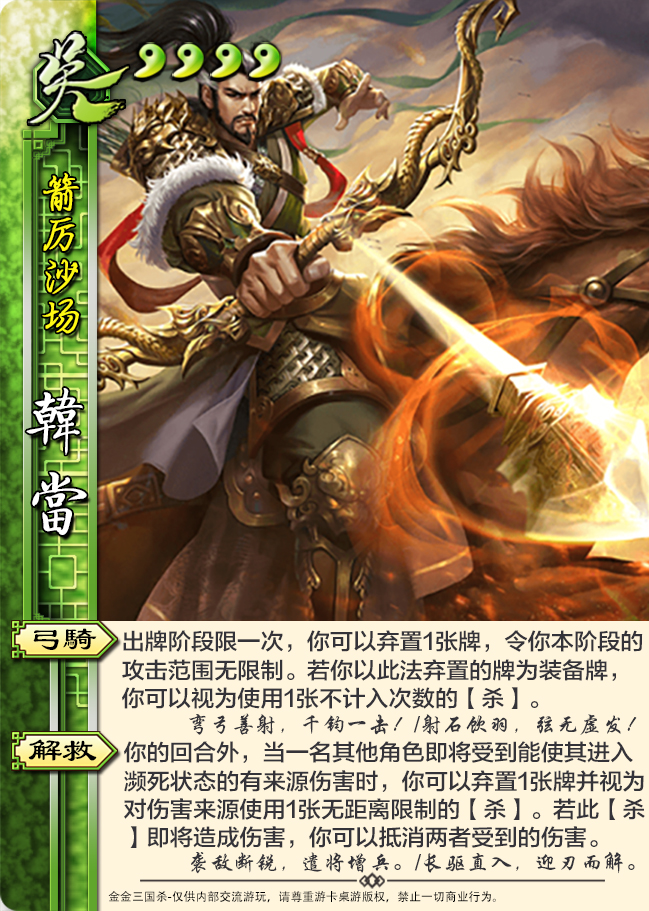 吴
箭厉沙场
韓當
弓騎
出牌阶段限一次，你可以弃置1张牌，令你本阶段的
攻击范围无限制。若你以此法弃置的牌为装备牌，
你可以视为使用1张不计入次数的【杀】。
弯弓善射，千钧一击！/射石饮羽，弦无虚发！
解救
你的回合外，当一名其他角色即将受到能使其进入
濒死状态的有来源伤害时，你可以弃置1张牌并视为
对伤害来源使用1张无距离限制的【杀】。若此【杀
】即将造成伤害，你可以抵消两者受到的伤害。
袭敌断锐，遣将增兵。/长驱直入，迎刃而解。
金金三国杀-仅供内部交流游玩，请尊重游卡桌游版权，禁止一切商业行为。